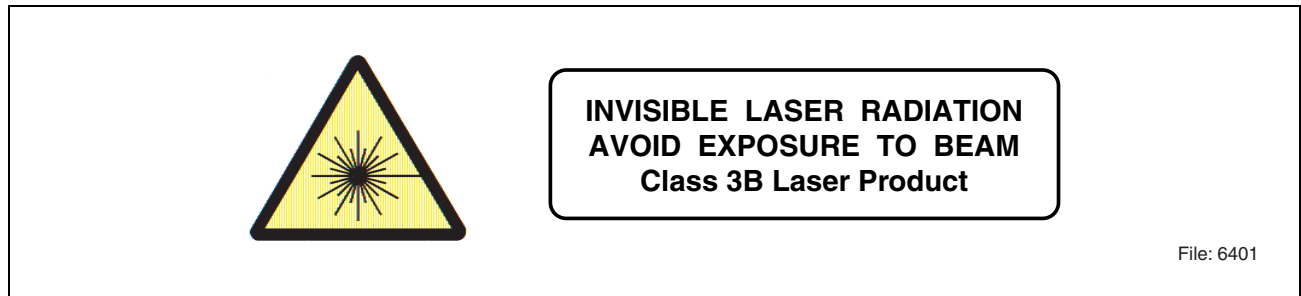 INVISIBLE LASER RADIATION
AVOID EXPOSURE TO BEAM
Class 3B Laser Product
File: 6401